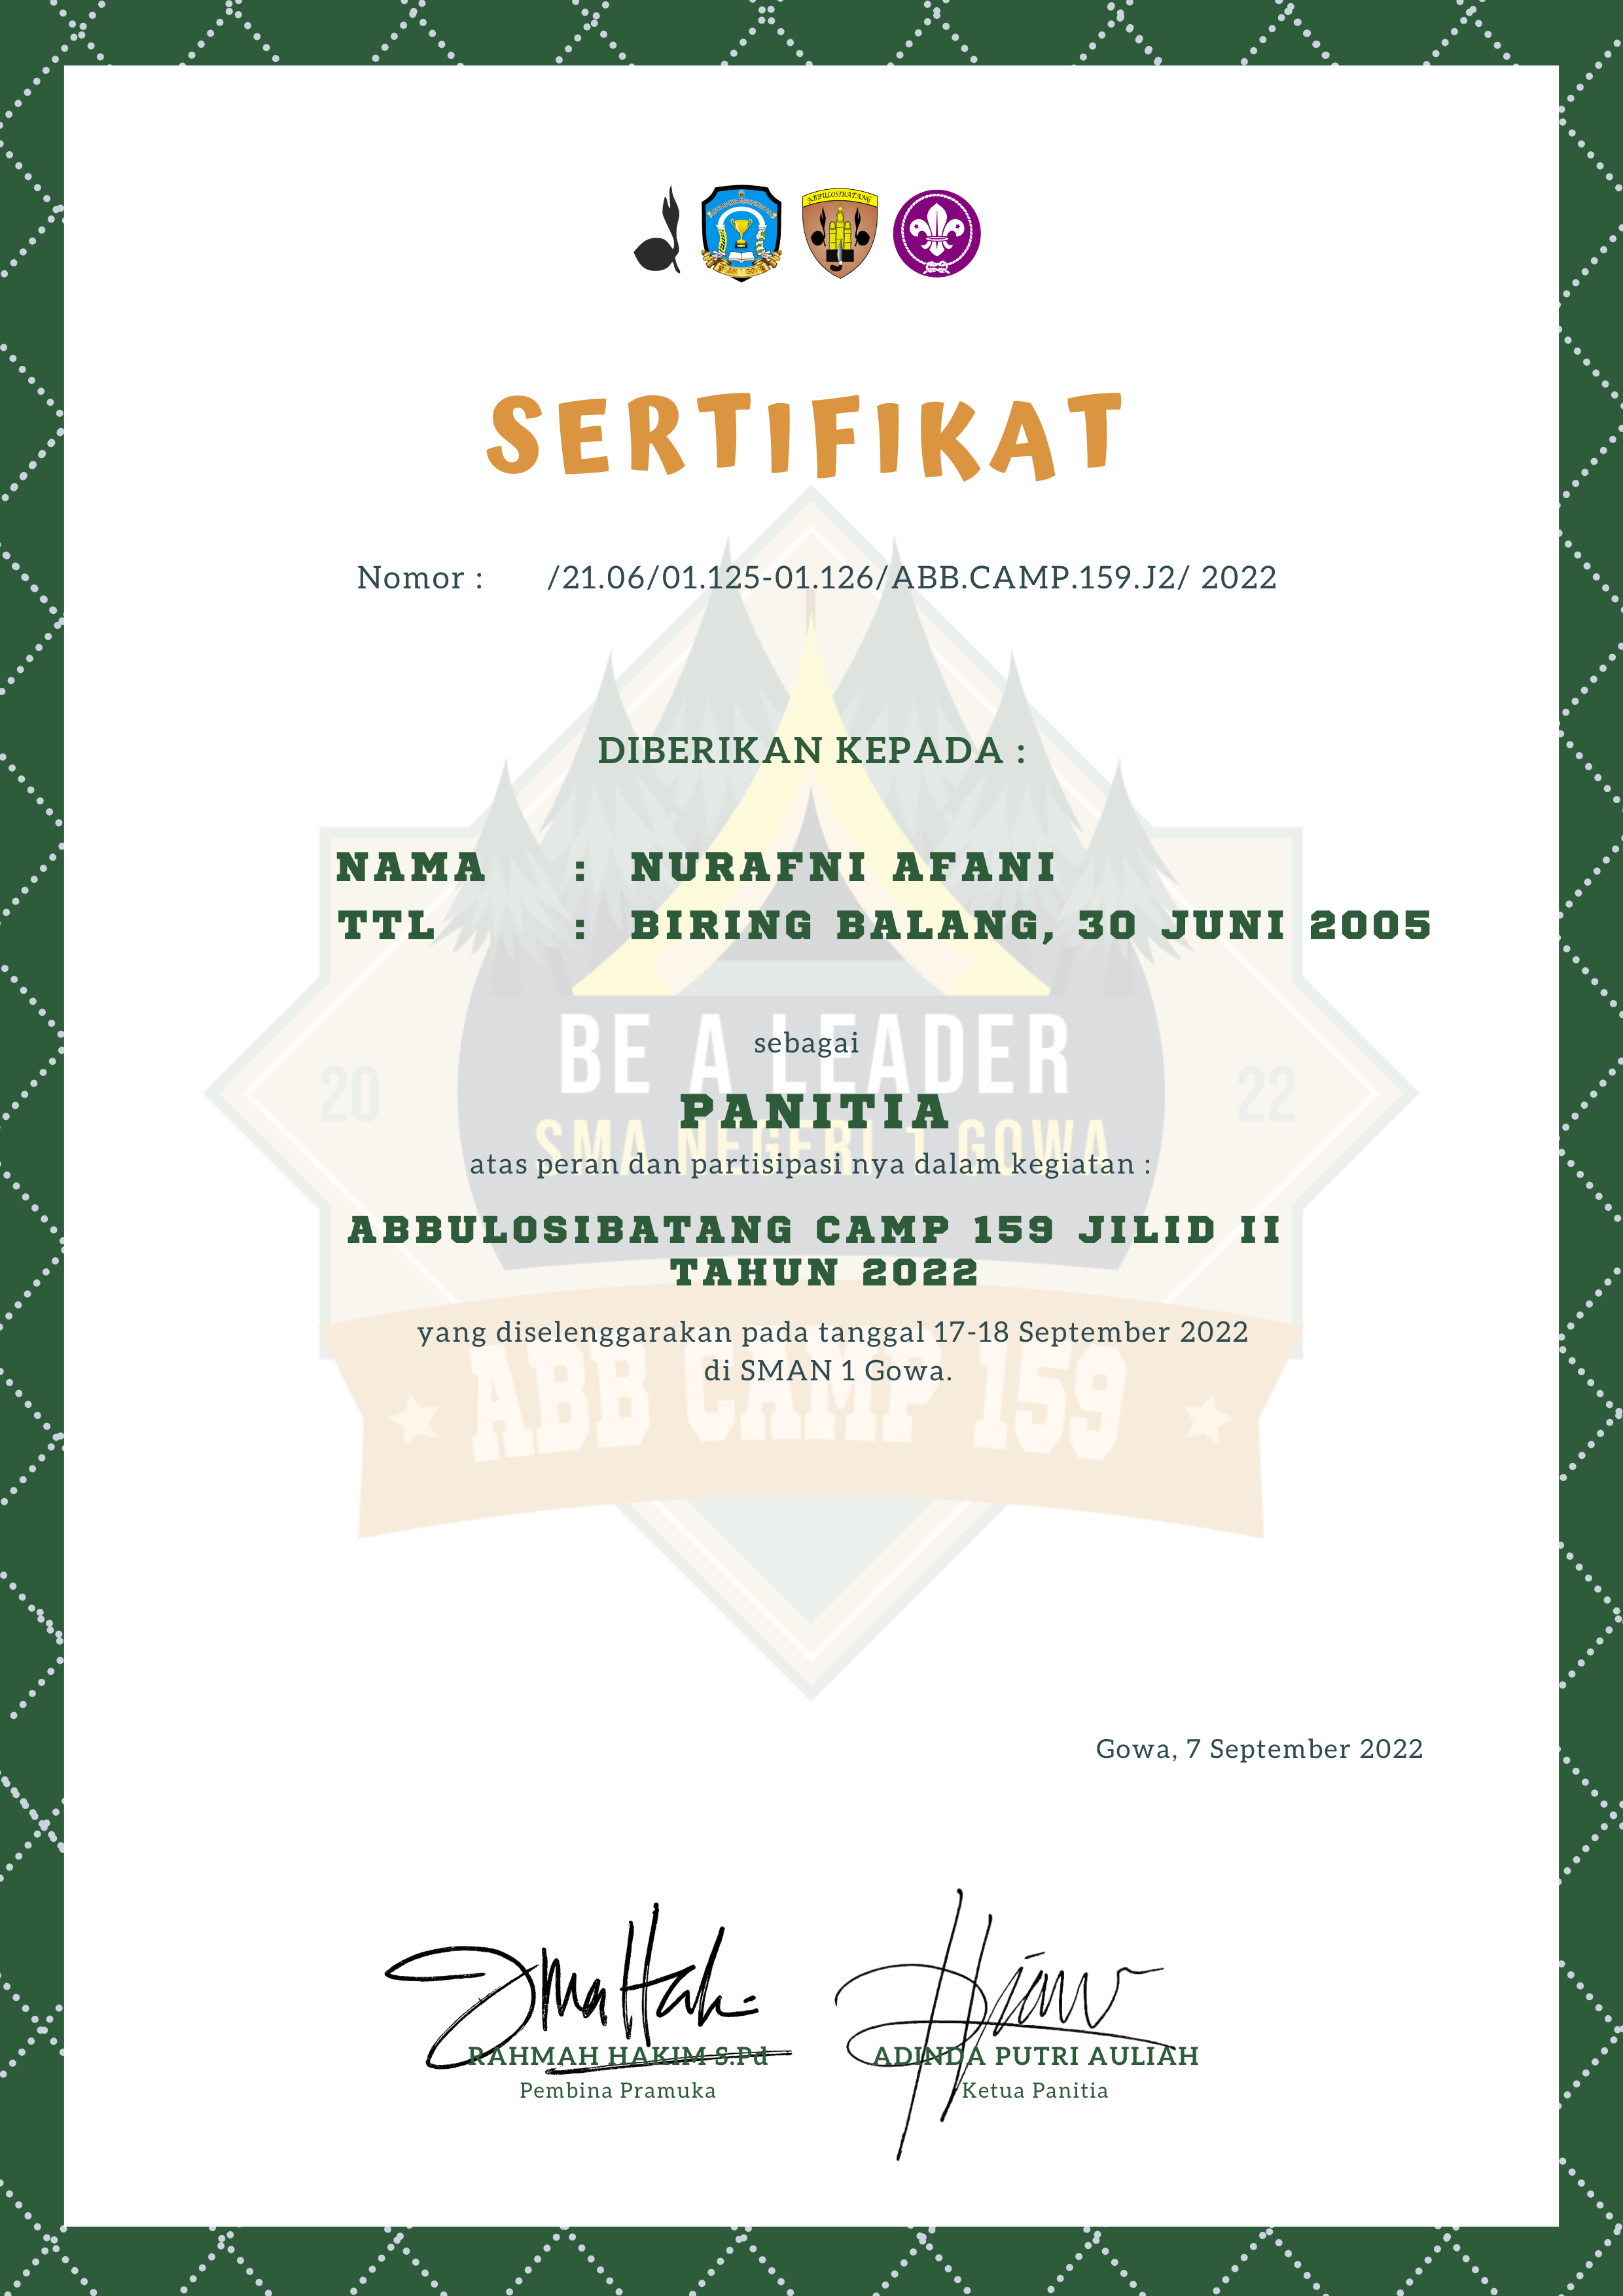 ABBULOSIBATANG
SERTIFIKAT
Nomor : /21.06/01.125-01.126/ABB.CAMP.159.J2/ 2022
DIBERIKAN KEPADA :
NAMA : NURAFNI AFANI
TTL : BIRING BALANG, 30 JUNI 2005
BE A LEADER
sebagai
20
22
PANITIA
SMA NEGERI 1 GOWA
atas peran dan partisipasi nya dalam kegiatan :
ABBULOSIBATANG CAMP 159 JILID II
TAHUN 2022
yang diselenggarakan pada tanggal 17-18 September 2022
di SMAN 1 Gowa.
ABB CAMP 159
Gowa, 7 September 2022
RAHMAH HAKIM S.Pd
Pembina Pramuka
ADINDA PUTRI AULIAH
Ketua Panitia